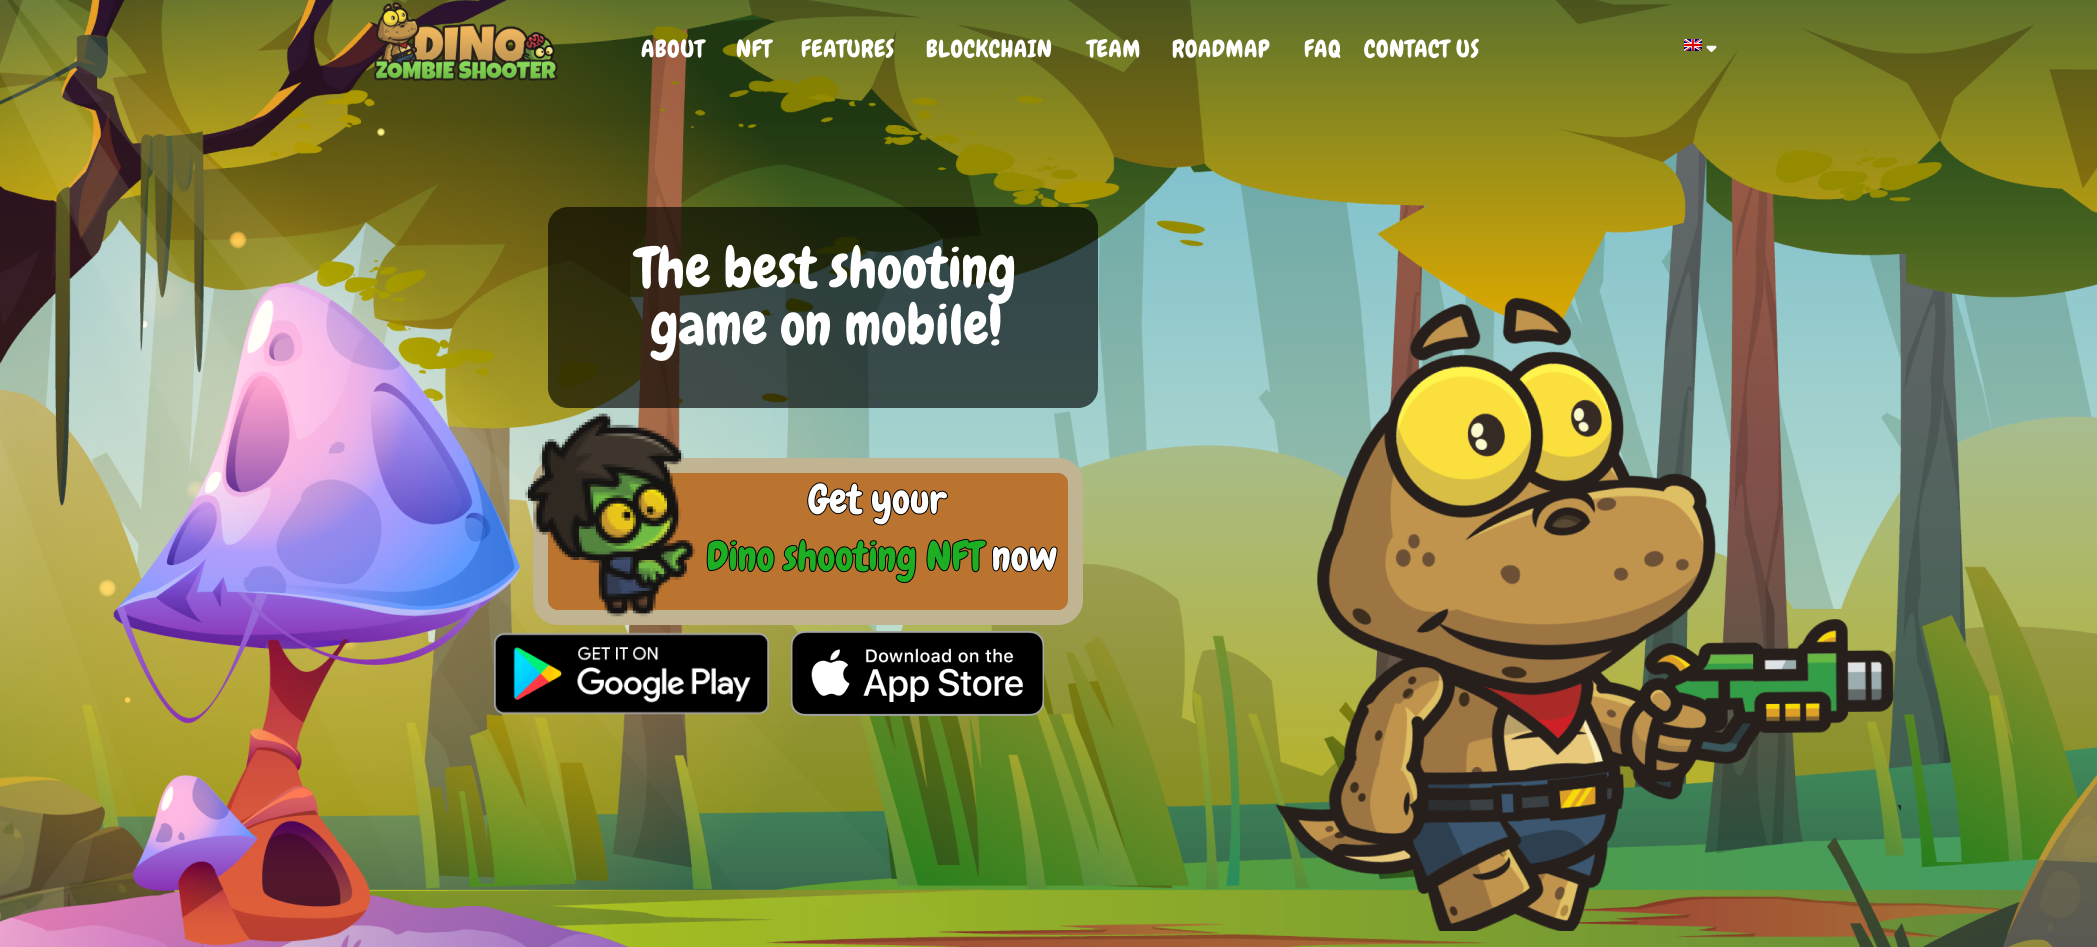 DINO
ZOMBIE SHOOTER
ABOUT NFT FEATURES BLOCKCHAIN TEAM ROADMAP FAQ CONTACT US
The best shooting
game on mobile!
Get your
Dino shooting NFT now
GET IT ON
Google Play
Download on the
App Store